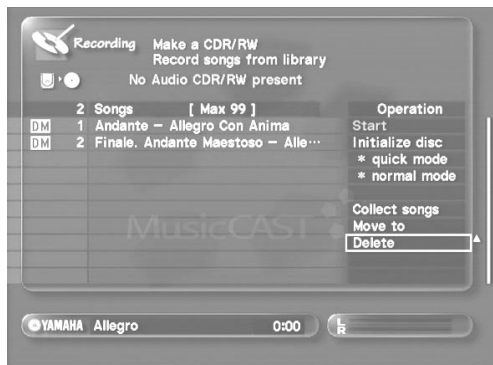 Recording
Make a CDR/RW
Record songs from library
No Audio CDR/RW present
2 Songs [ Max 99 ]
DM 1 Andante – Allegro Con Anima
DM 2 Finale. Andante Maestoso – Alle…
Operation
Start
Initialize disc
* quick mode
* normal mode
Collect songs
Move to
Delete
MusicCAST
YAMAHA Allegro 0:00
L
R